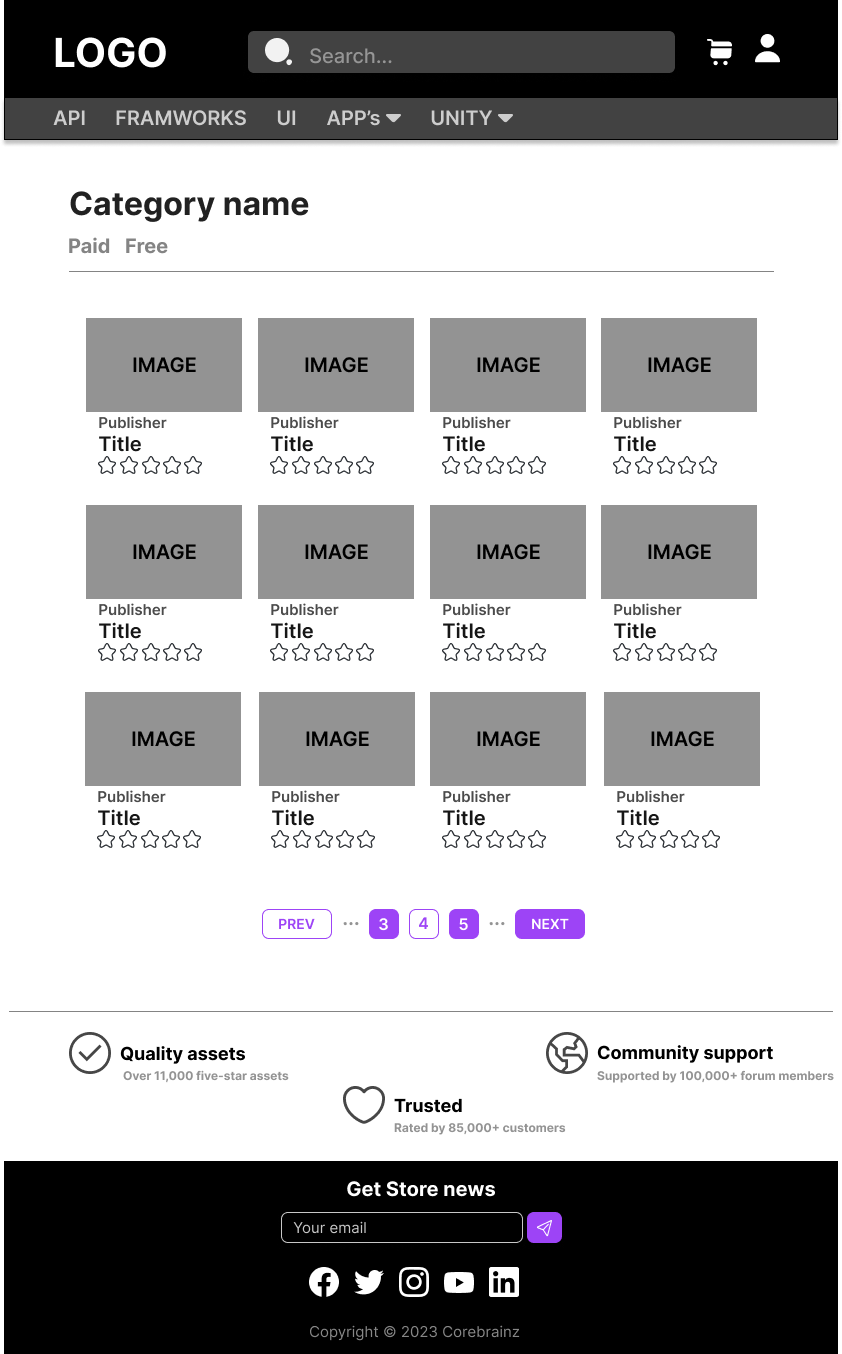 LOGO
Search...
API FRAMWORKS UI APP's UNITY
Category name
Paid Free
IMAGE IMAGE IMAGE IMAGE
Publisher Publisher Publisher Publisher
Title Title Title Title
IMAGE IMAGE IMAGE IMAGE
Publisher Publisher Publisher Publisher
Title Title Title Title
IMAGE IMAGE IMAGE IMAGE
Publisher Publisher Publisher Publisher
Title Title Title Title
PREV ... 3 4 5 ... NEXT
Quality assets
Over 11,000 five-star assets
Community support
Supported by 100,000+ forum members
Trusted
Rated by 85,000+ customers
Get Store news
Your email
Copyright © 2023 Corebrainz